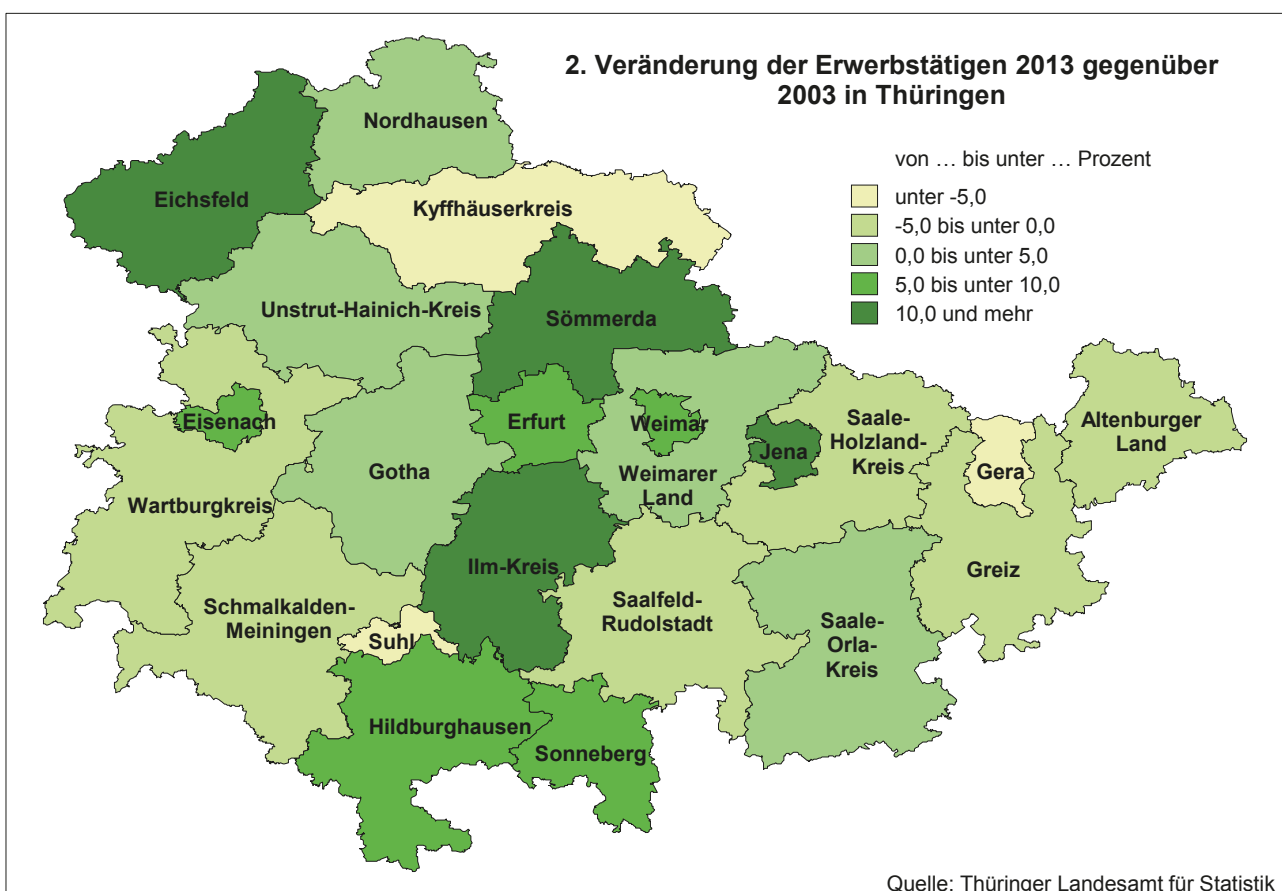 2. Veränderung der Erwerbstätigen 2013 gegenüber
2003 in Thüringen
von … bis unter … Prozent
unter -5,0
-5,0 bis unter 0,0
0,0 bis unter 5,0
5,0 bis unter 10,0
10,0 und mehr
Nordhausen
Eichsfeld
Kyffhäuserkreis
Unstrut-Hainich-Kreis
Sömmerda
Eisenach
Erfurt
Weimar
Saale-
Holzland-
Kreis
Altenburger
Land
Gotha
Weimarer
Land
Jena
Gera
Wartburgkreis
Ilm-Kreis
Greiz
Schmalkalden-
Meiningen
Saalfeld-
Rudolstadt
Saale-
Orla-
Kreis
Suhl
Hildburghausen
Sonneberg
Quelle: Thüringer Landesamt für Statistik